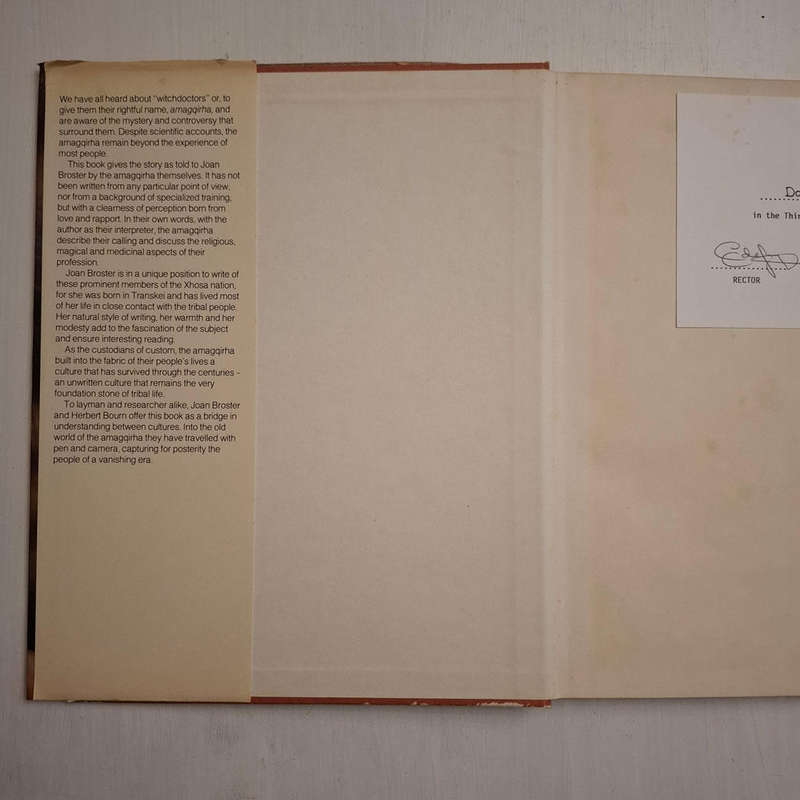 We have all heard about "witchdoctors" or, to
give them their rightful name, amagqirha, and
are aware of the mystery and controversy that
surround them. Despite scientific accounts, the
amagqirha remain beyond the experience of
most people.
This book gives the story as told to Joan
Broster by the amagqirha themselves. It has not
been written from any particular point of view,
nor from a background of specialized training,
but with a clearness of perception born from
love and rapport. In their own words, with the
author as their interpreter, the amagqirha
describe their calling and discuss the religious,
magical and medicinal aspects of their
profession.
Joan Broster is in a unique position to write of
these prominent members of the Xhosa nation,
for she was born in Transkei and has lived most
of her life in close contact with the tribal people.
Her natural style of writing, her warmth and her
modesty add to the fascination of the subject
and ensure interesting reading.
As the custodians of custom, the amagqirha
built into the fabric of their people's lives a
culture that has survived through the centuries –
an unwritten culture that remains the very
foundation stone of tribal life.
To layman and researcher alike, Joan Broster
and Herbert Bourn offer this book as a bridge in
understanding between cultures. Into the old
world of the amagqirha they have travelled with
pen and camera, capturing for posterity the
people of a vanishing era.
in the
RECTOR